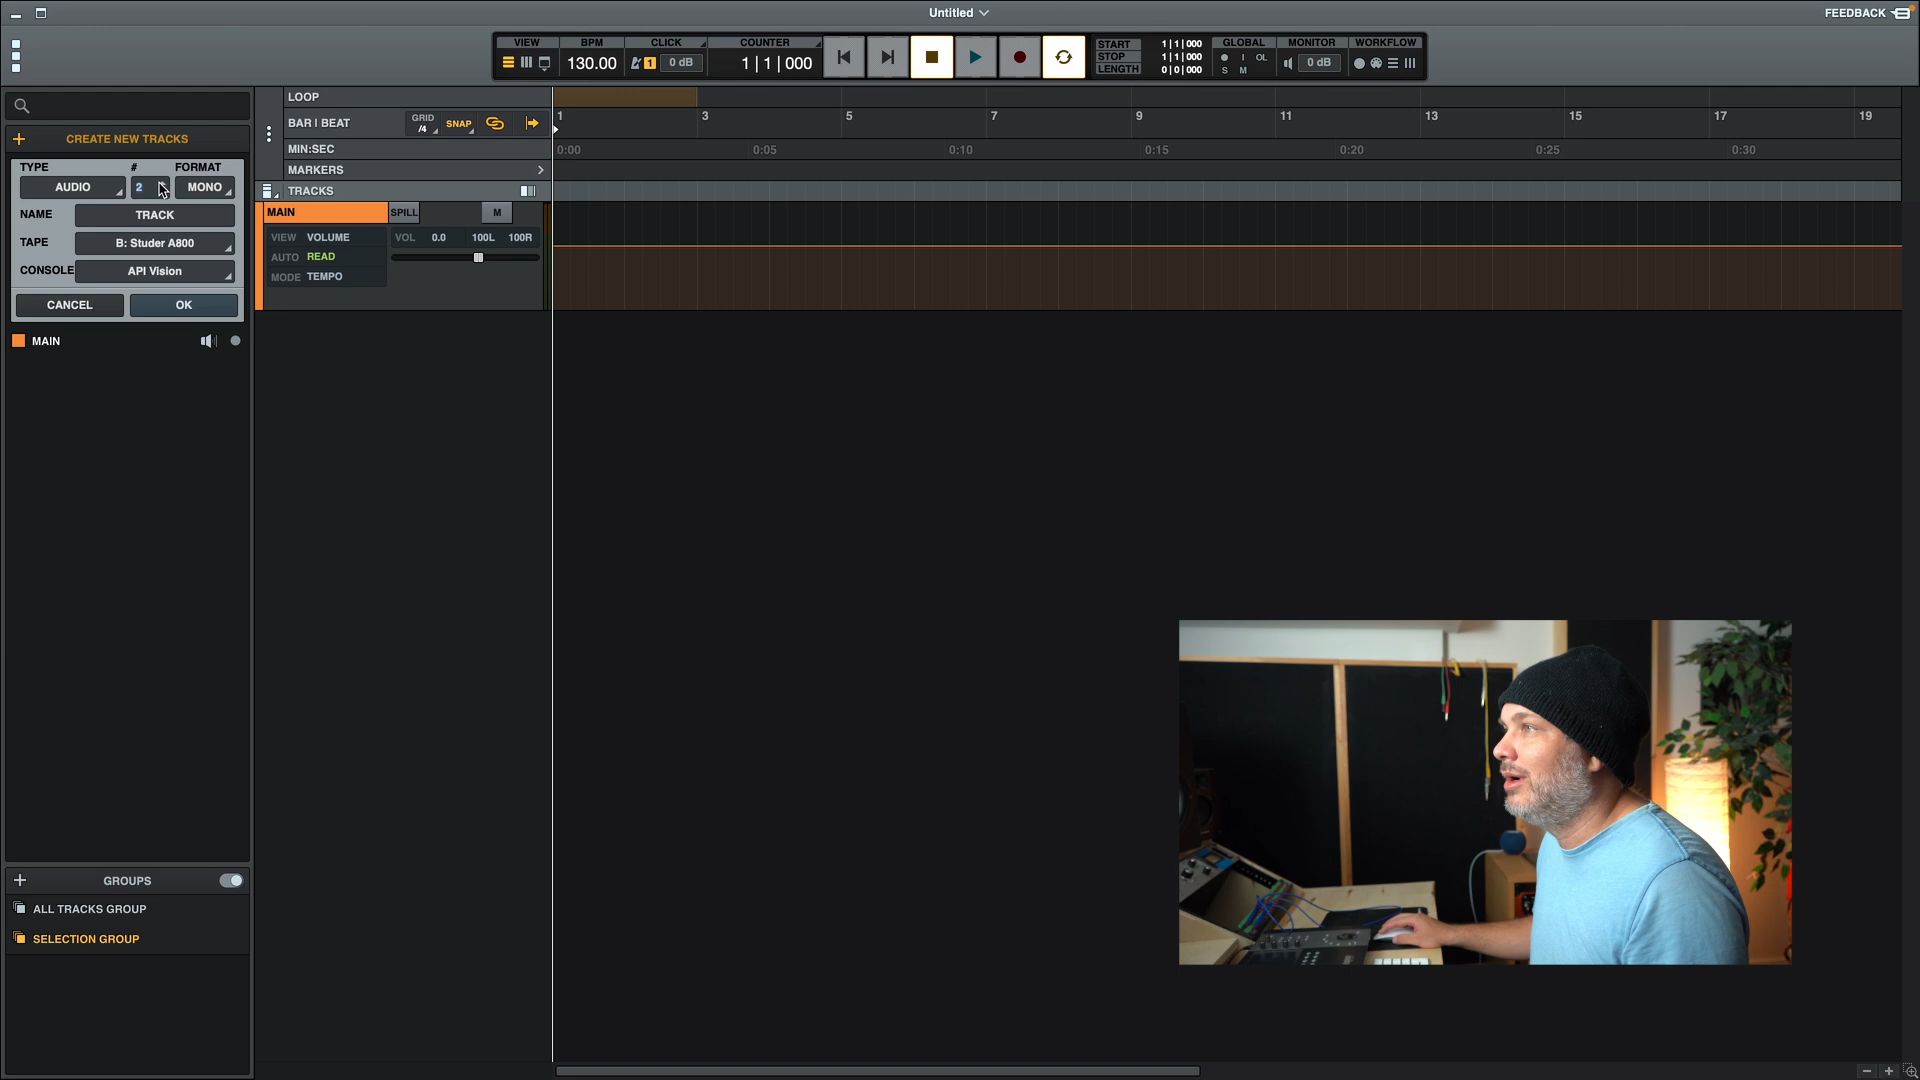 Untitled
FEEDBACK
VIEW BPM CLICK COUNTER
130.00 1 0 dB 1 | 1 | 000
START 1 | 1 | 000
STOP 1 | 1 | 000
LENGTH 0 | 0 | 000
GLOBAL MONITOR WORKFLOW
I OL
S M
0 dB
CREATE NEW TRACKS
TYPE # FORMAT
AUDIO 2 MONO
NAME TRACK
TAPE B: Studer A800
CONSOLE API Vision
CANCEL OK
MAIN
LOOP
BAR | BEAT GRID /4 SNAP
1 3 5 7 9 11 13 15 17 19
MIN:SEC
0:00 0:05 0:10 0:15 0:20 0:25 0:30
MARKERS
TRACKS
MAIN SPILL M
VIEW VOLUME VOL 0.0 100L 100R
AUTO READ
MODE TEMPO
GROUPS
ALL TRACKS GROUP
SELECTION GROUP